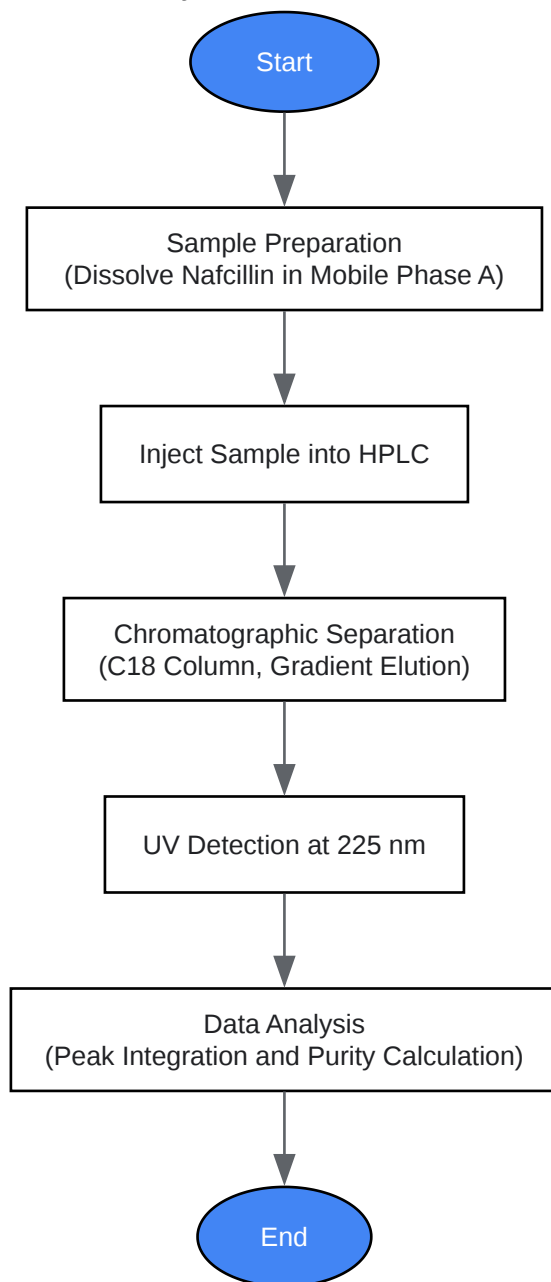 Start
Sample Preparation
(Dissolve Nafcillin in Mobile Phase A)
Inject Sample into HPLC
Chromatographic Separation
(C18 Column, Gradient Elution)
UV Detection at 225 nm
Data Analysis
(Peak Integration and Purity Calculation)
End